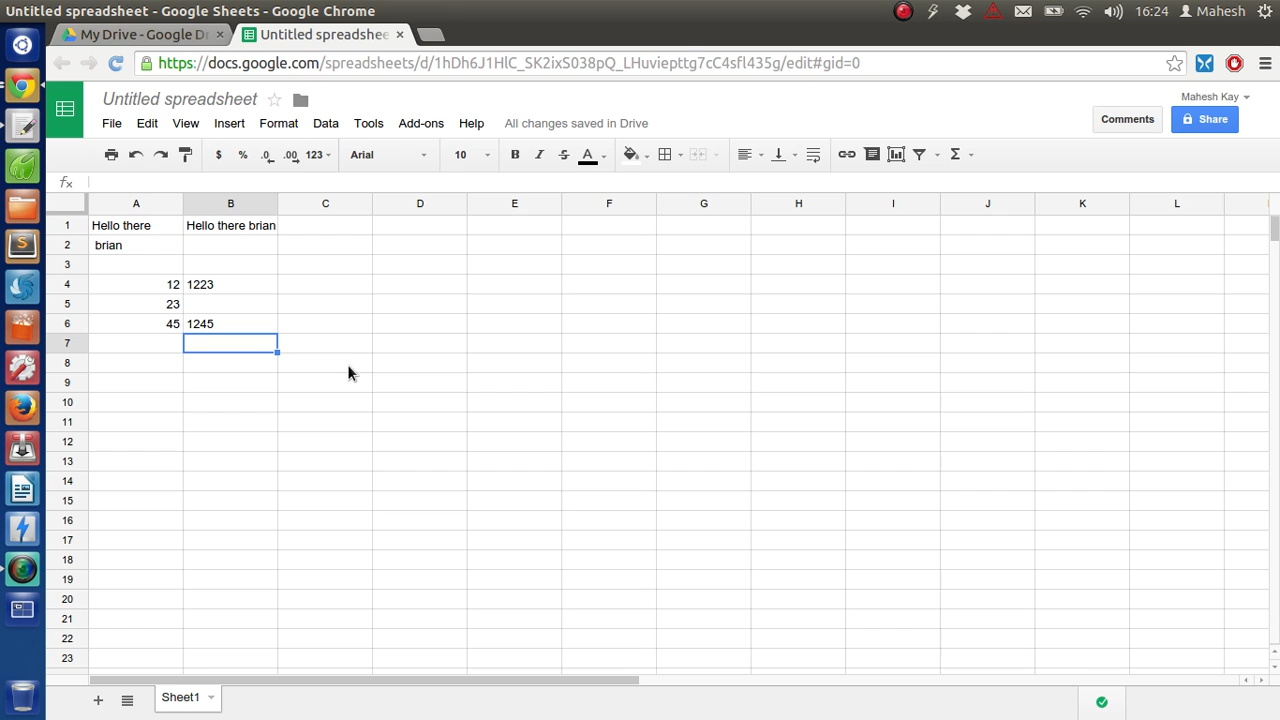 Untitled spreadsheet - Google Sheets - Google Chrome
16:24 Mahesh
My Drive - Google Dr
Untitled spreadshee
https://docs.google.com/spreadsheets/d/1hDh6J1HlC_SK2ixS038pQ_LHuviepttg7cC4sfl435g/edit#gid=0
Untitled spreadsheet
Mahesh Kay
File Edit View Insert Format Data Tools Add-ons Help All changes saved in Drive
Comments Share
$ % .0 .00 123 Arial 10 B I S A Σ
fx
A B C D E F G H I J K L
1 Hello there Hello there brian
2 brian
3
4 12 1223
5 23
6 45 1245
7
8
9
10
11
12
13
14
15
16
17
18
19
20
21
22
23
Sheet1